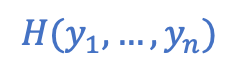 H(y₁, …, yₙ)